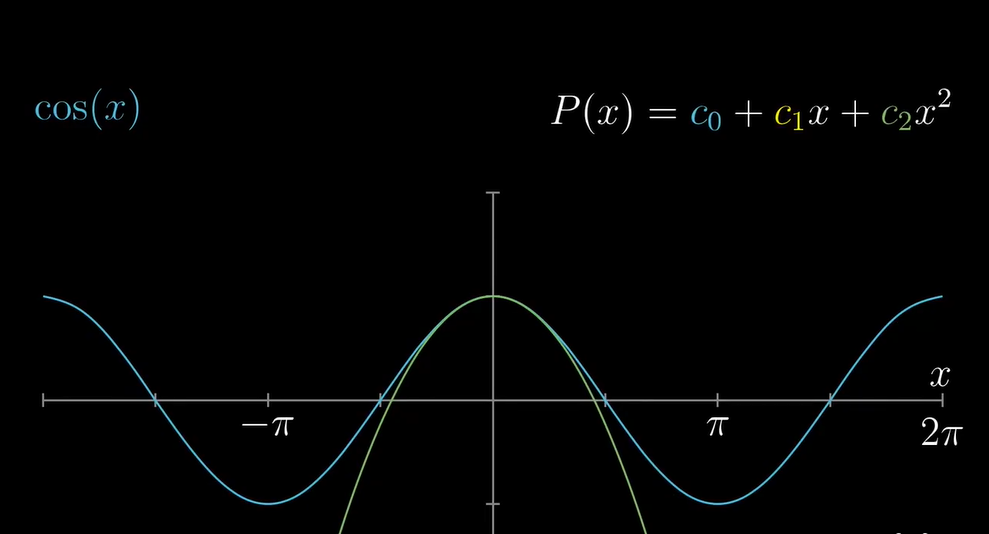 cos(x)
P(x) = c₀ + c₁x + c₂x²
x
−π
π
2π